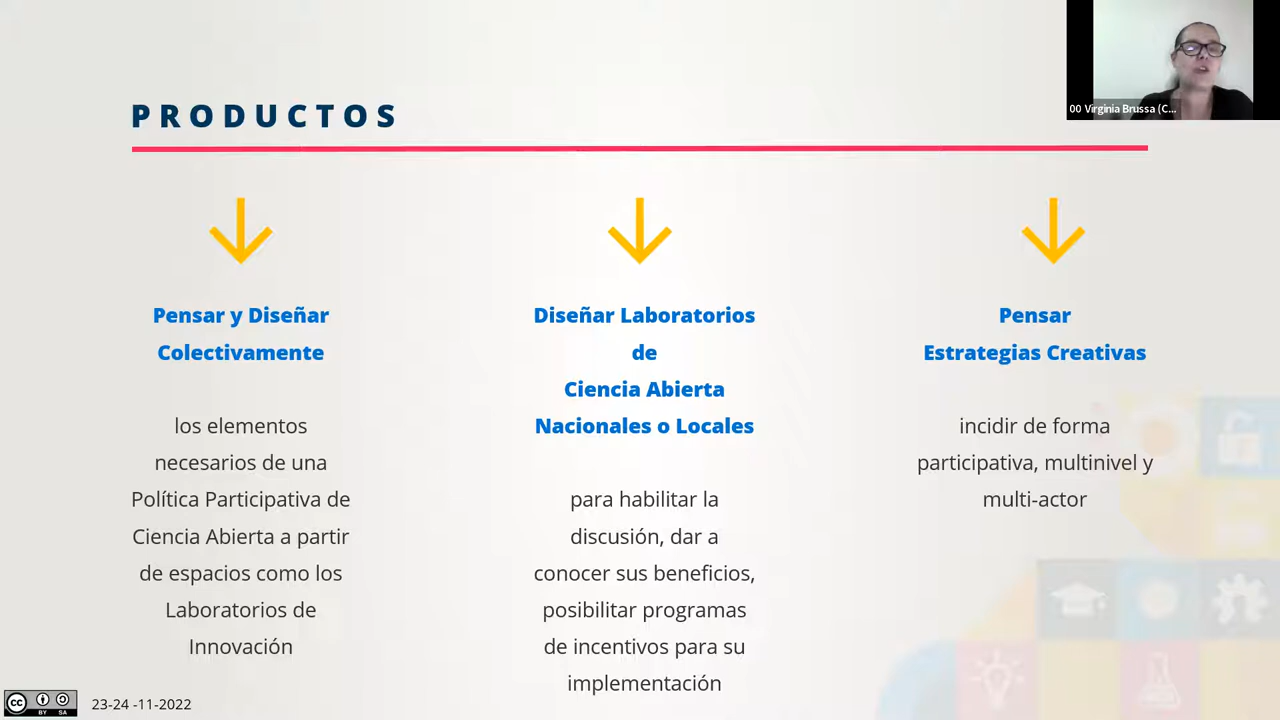 00 Virginia Brussa (C...
PRODUCTOS
Pensar y Diseñar
Colectivamente
los elementos
necesarios de una
Política Participativa de
Ciencia Abierta a partir
de espacios como los
Laboratorios de
Innovación
Diseñar Laboratorios
de
Ciencia Abierta
Nacionales o Locales
para habilitar la
discusión, dar a
conocer sus beneficios,
posibilitar programas
de incentivos para su
implementación
Pensar
Estrategias Creativas
incidir de forma
participativa, multinivel y
multi-actor
cc BY SA
23-24 -11-2022